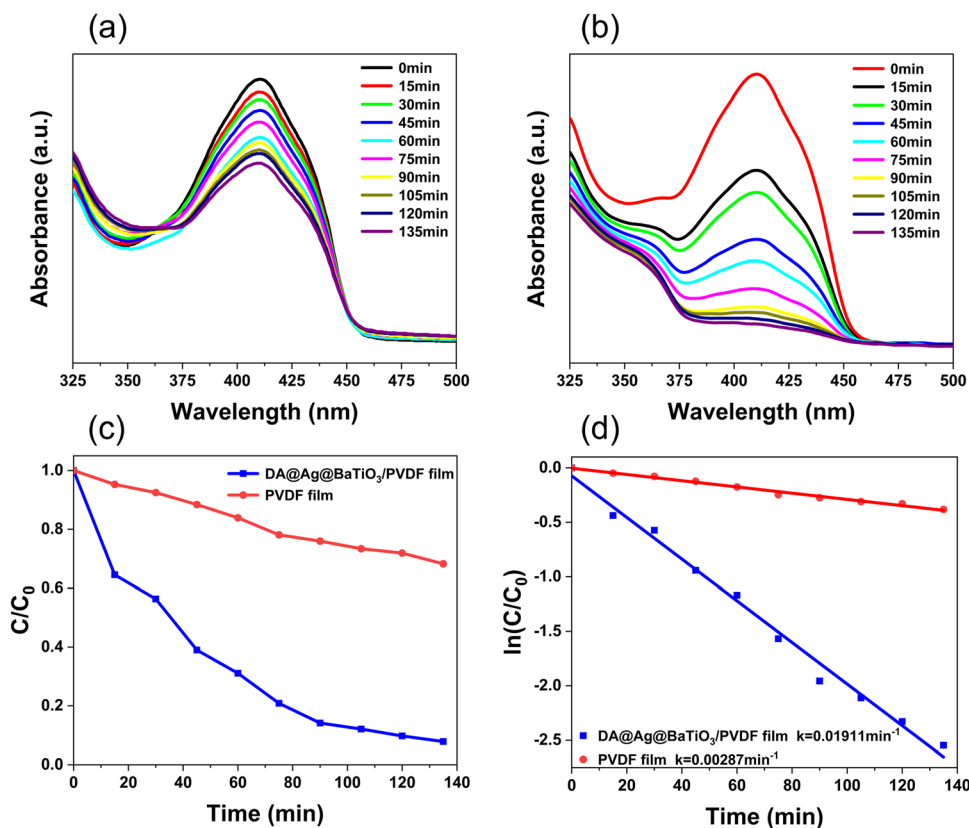 (a)
0min
15min
30min
45min
60min
75min
90min
105min
120min
135min
Absorbance (a.u.)
325 350 375 400 425 450 475 500
Wavelength (nm)
(b)
0min
15min
30min
45min
60min
75min
90min
105min
120min
135min
Absorbance (a.u.)
325 350 375 400 425 450 475 500
Wavelength (nm)
(c)
1.0
0.8
0.6
0.4
0.2
0.0
C/C₀
DA@Ag@BaTiO₃/PVDF film
PVDF film
0 20 40 60 80 100 120 140
Time (min)
(d)
0.0
-0.5
-1.0
-1.5
-2.0
-2.5
ln(C/C₀)
DA@Ag@BaTiO₃/PVDF film k=0.01911min⁻¹
PVDF film k=0.00287min⁻¹
0 20 40 60 80 100 120 140
Time (min)